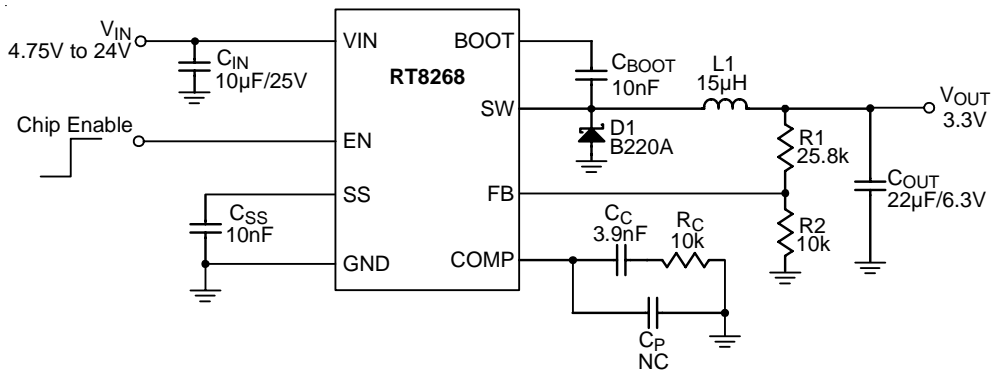 VIN
4.75V to 24V
CIN
10µF/25V
Chip Enable
CSS
10nF
VIN
EN
SS
GND
RT8268
BOOT
SW
FB
COMP
CBOOT
10nF
L1
15µH
D1
B220A
VOUT
3.3V
R1
25.8k
COUT
22µF/6.3V
R2
10k
CC
3.9nF
RC
10k
CP
NC